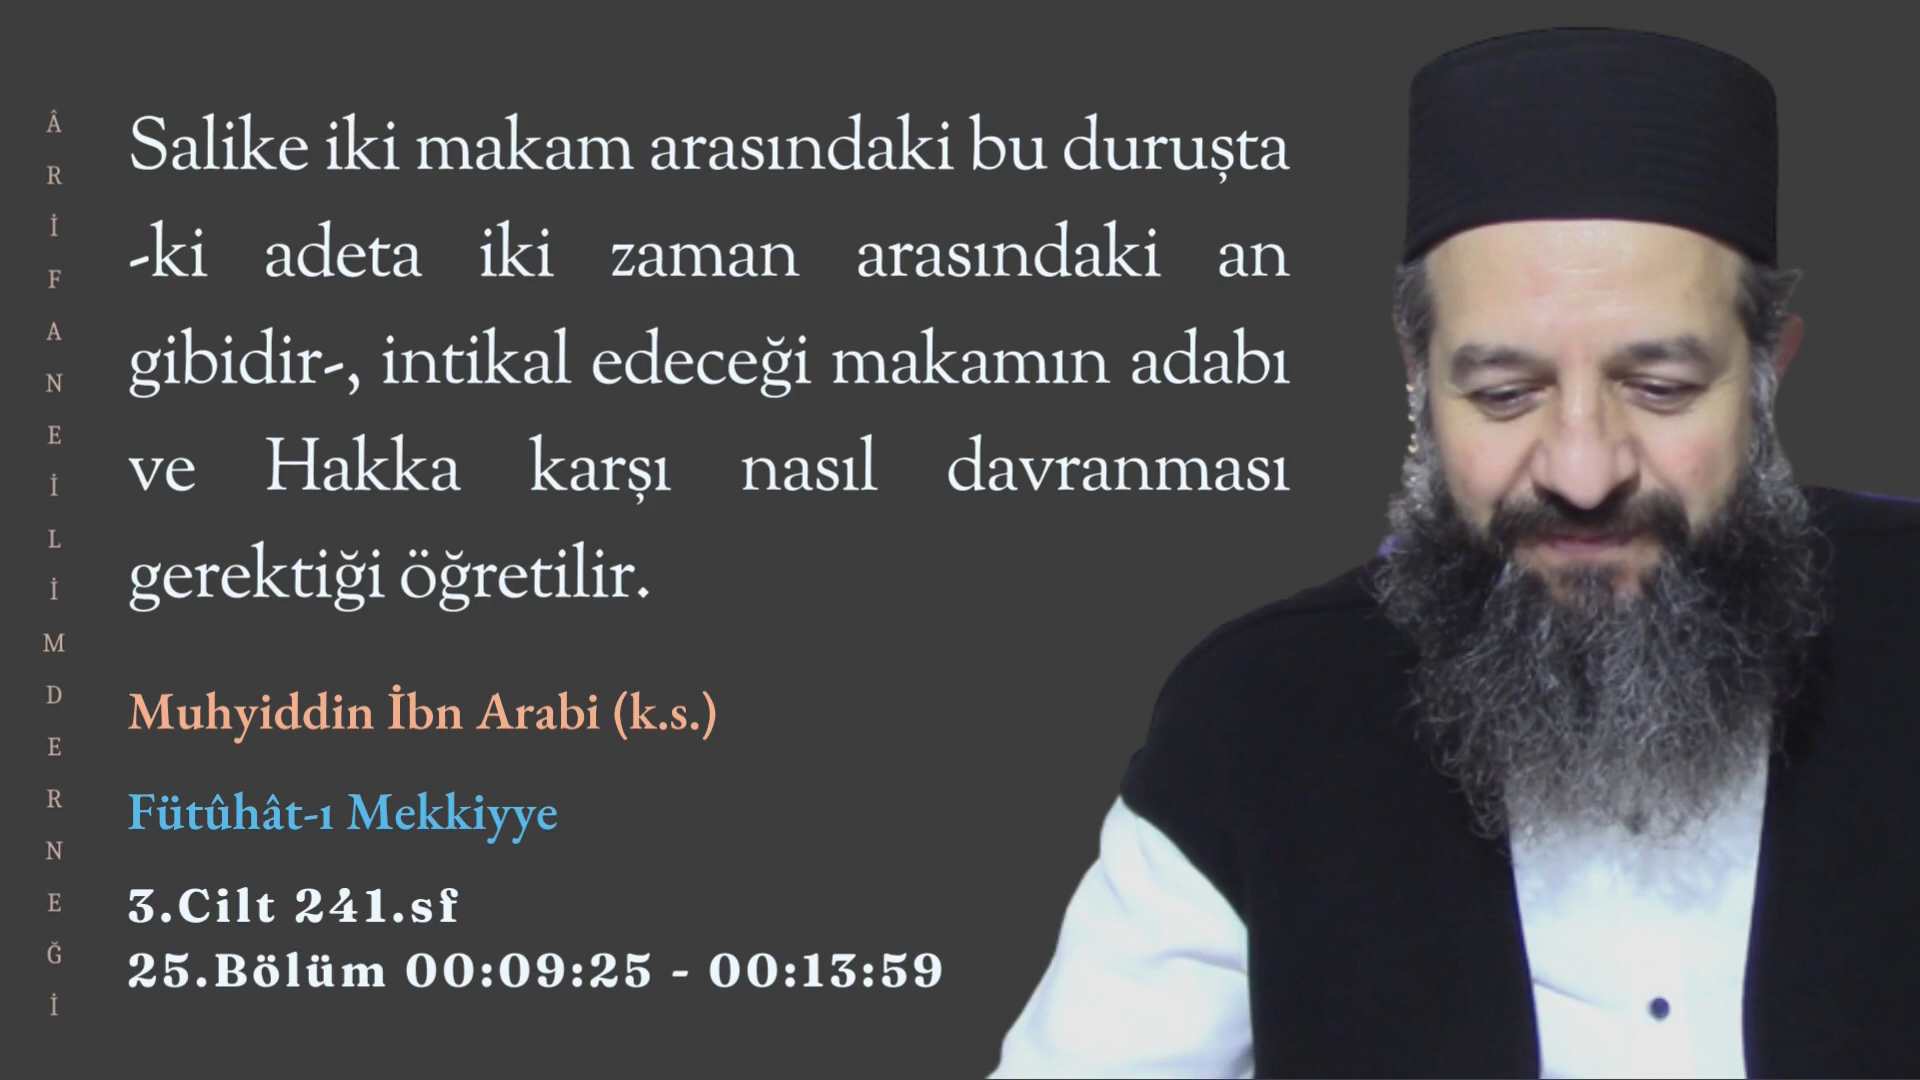 ÂRİFANE İLİM DERNEĞİ
Salike iki makam arasındaki bu duruşta
-ki adeta iki zaman arasındaki an
gibidir-, intikal edeceği makamın adabı
ve Hakka karşı nasıl davranması
gerektiği öğretilir.
Muhyiddin İbn Arabi (k.s.)
Fütûhât-ı Mekkiyye
3.Cilt 241.sf
25.Bölüm 00:09:25 - 00:13:59